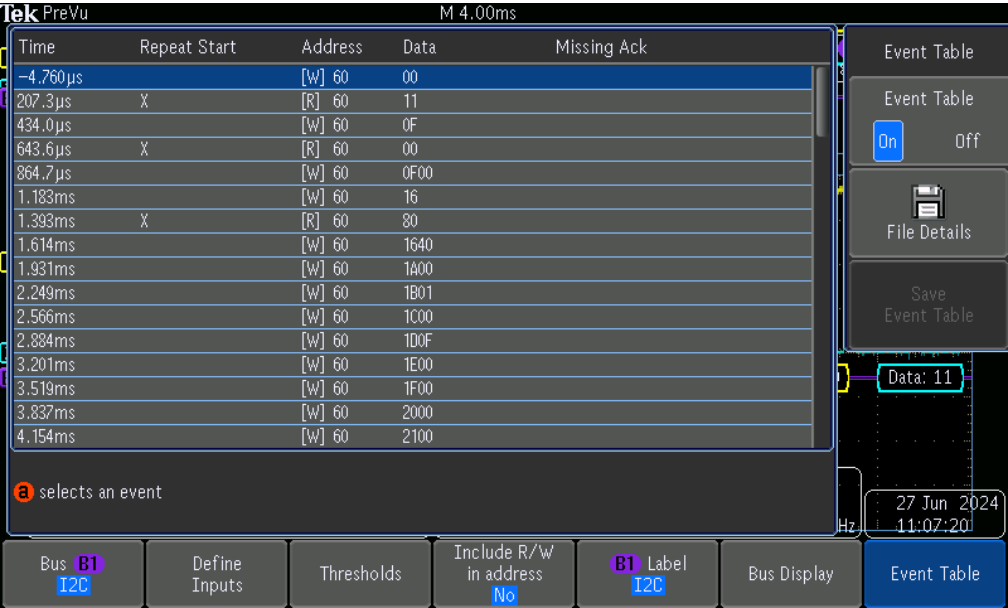 Tek PreVu M 4.00ms
Time Repeat Start Address Data Missing Ack
-4.760µs [W] 60 00
207.3µs X [R] 60 11
434.0µs [W] 60 0F
643.6µs X [R] 60 00
864.7µs [W] 60 0F00
1.183ms [W] 60 16
1.393ms X [R] 60 80
1.614ms [W] 60 1640
1.931ms [W] 60 1A00
2.249ms [W] 60 1B01
2.566ms [W] 60 1C00
2.884ms [W] 60 1D0F
3.201ms [W] 60 1E00
3.519ms [W] 60 1F00
3.837ms [W] 60 2000
4.154ms [W] 60 2100
a selects an event
Event Table
Event Table
On Off
File Details
Save
Event Table
Data: 11
Hz
27 Jun 2024
11:07:20
Bus B1
I2C
Define
Inputs
Thresholds
Include R/W
in address
No
B1 Label
I2C
Bus Display
Event Table